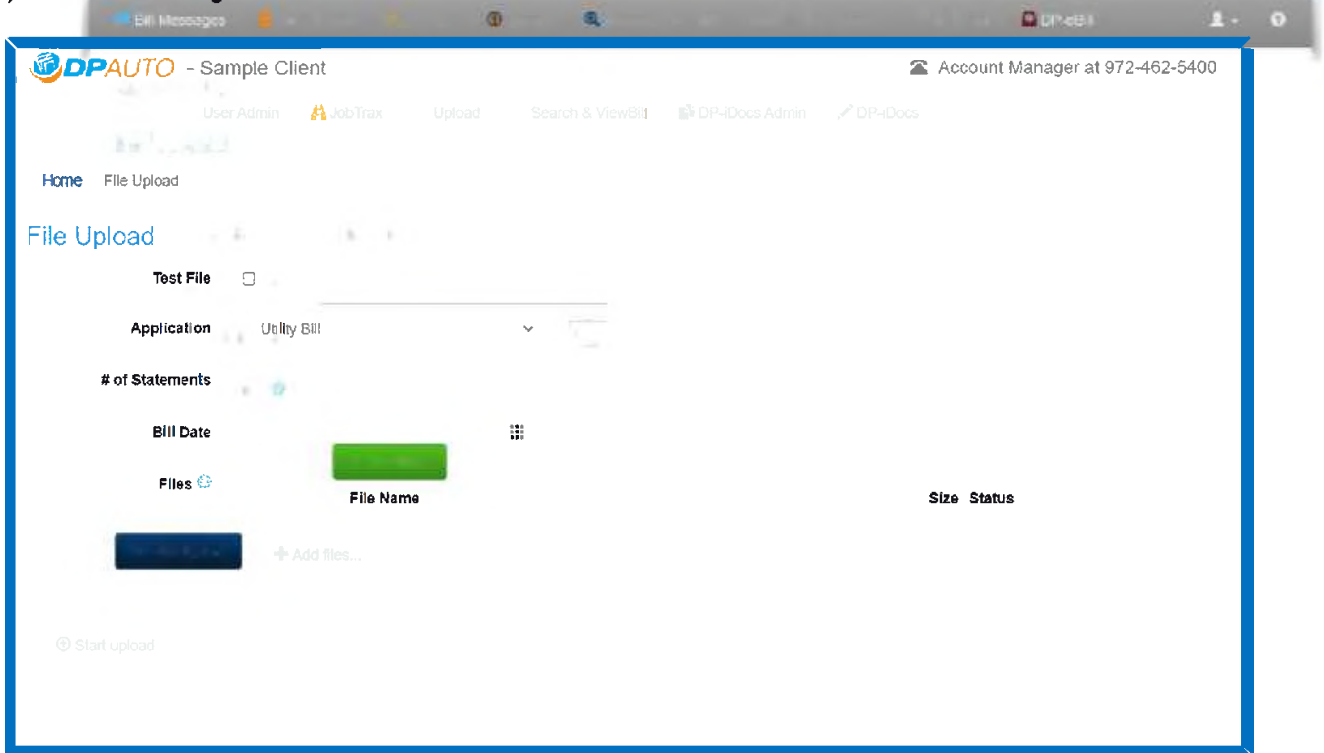 Bill Messages DP-eBill
DPAUTO - Sample Client Account Manager at 972-462-5400
User Admin JobTrax Upload Search & ViewBill DP-iDocs Admin DP-iDocs
Home File Upload
File Upload
Test File
Application Utility Bill
# of Statements
Bill Date
Files
File Name Size Status
Add files...
Start upload